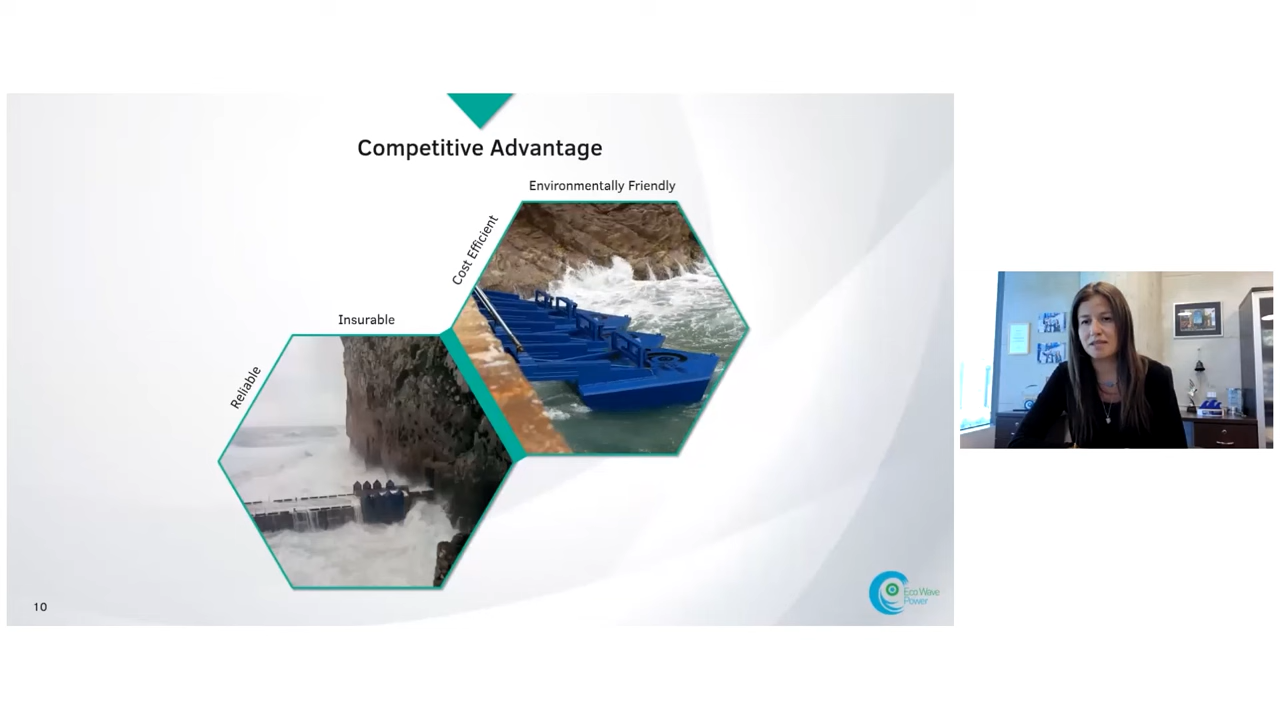 Competitive Advantage
Environmentally Friendly
Cost Efficient
Insurable
Reliable
10
Eco Wave
Power